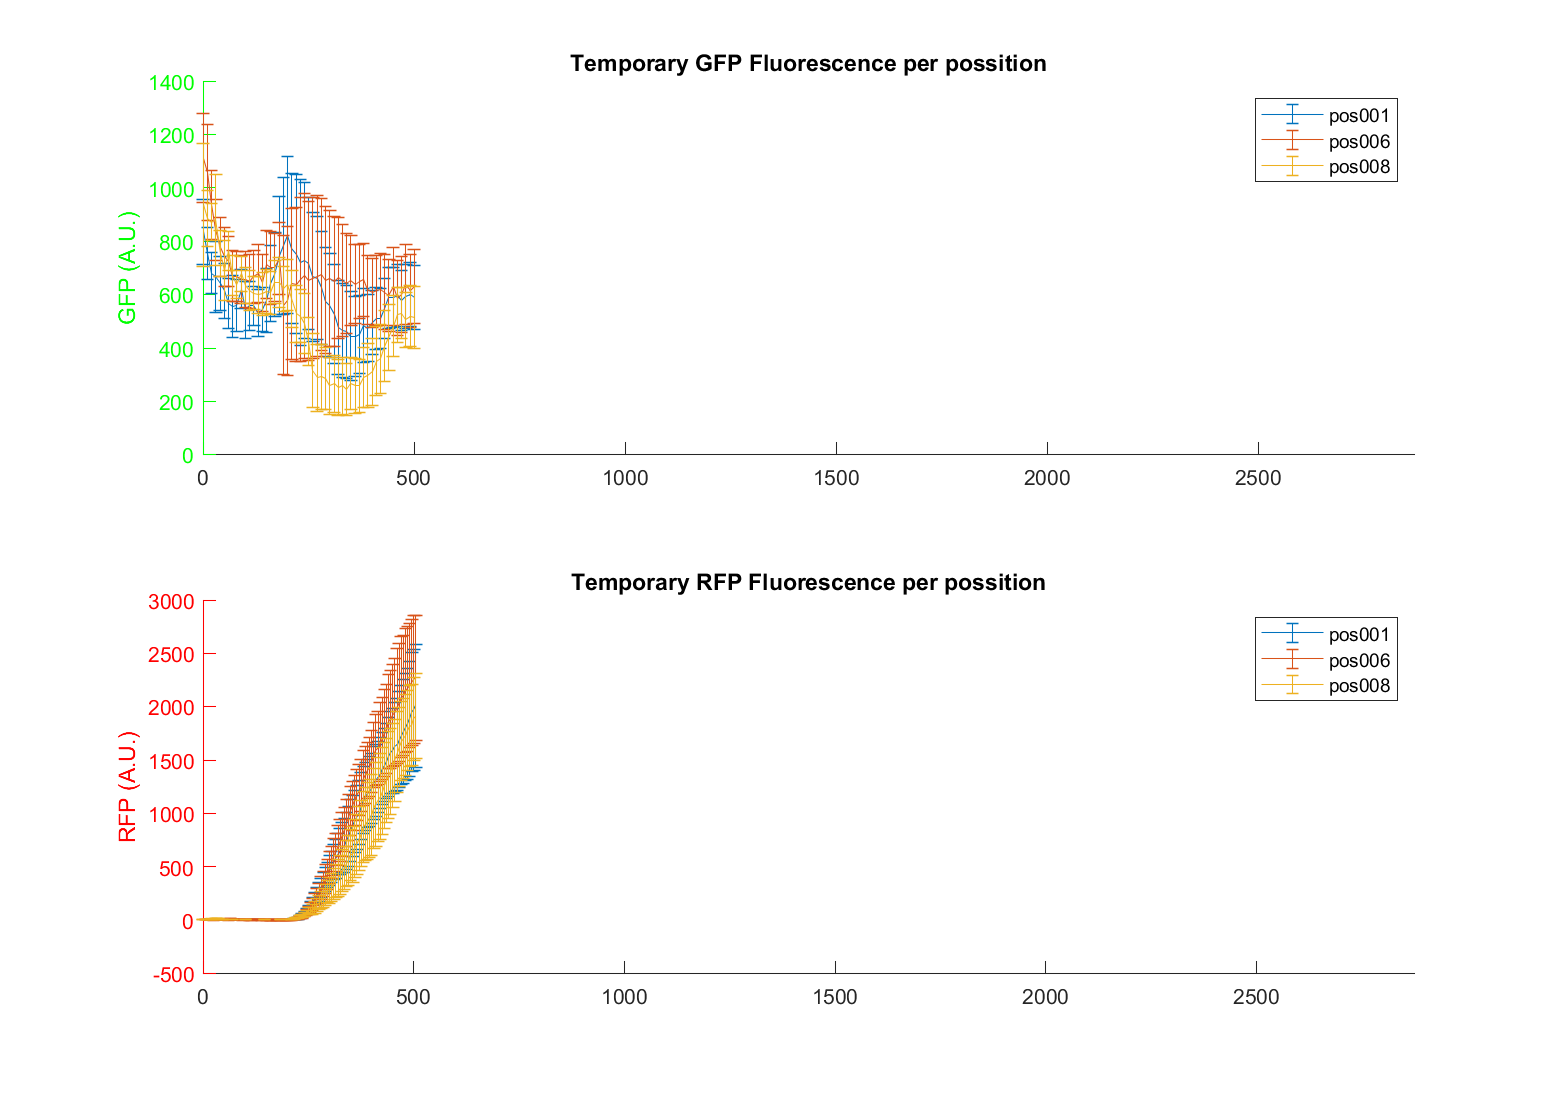 Temporary GFP Fluorescence per possition
1400
1200
1000
800
600
400
200
0
GFP (A.U.)
pos001
pos006
pos008
0 500 1000 1500 2000 2500
Temporary RFP Fluorescence per possition
3000
2500
2000
1500
1000
500
0
-500
RFP (A.U.)
pos001
pos006
pos008
0 500 1000 1500 2000 2500